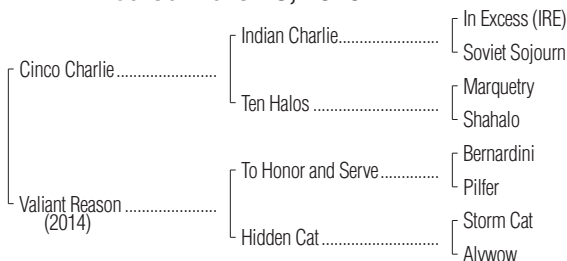 In Excess (IRE)
Indian Charlie
Soviet Sojourn
Cinco Charlie
Marquetry
Ten Halos
Shahalo
Bernardini
To Honor and Serve
Pilfer
Valiant Reason
(2014)
Storm Cat
Hidden Cat
Alywow